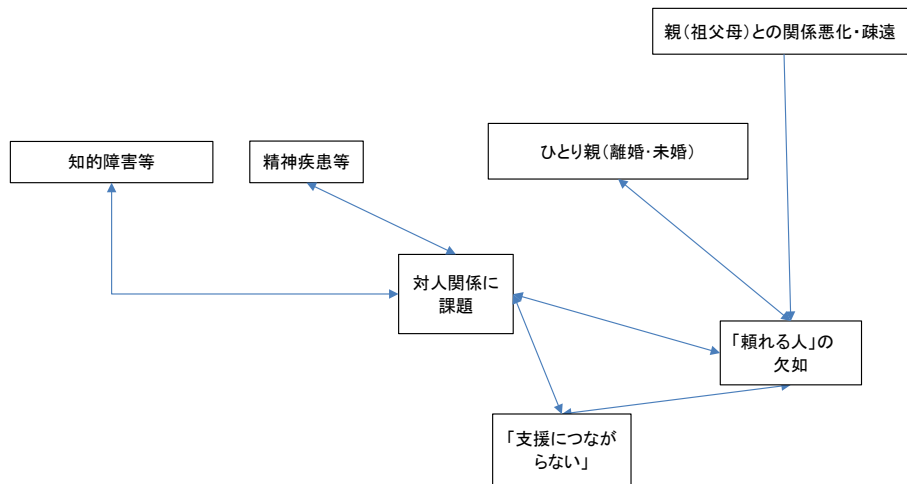 親(祖父母)との関係悪化・疎遠
ひとり親(離婚・未婚)
知的障害等
精神疾患等
対人関係に
課題
「頼れる人」の
欠如
「支援につなが
らない」